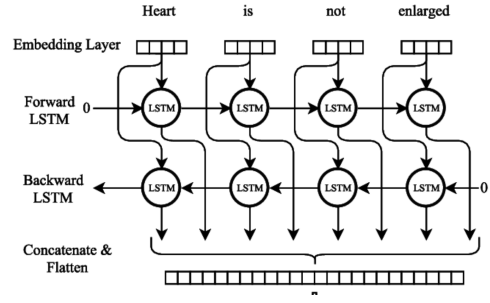 Heart is not enlarged
Embedding Layer
Forward LSTM
0 LSTM LSTM LSTM LSTM
Backward LSTM
LSTM LSTM LSTM LSTM 0
Concatenate &
Flatten